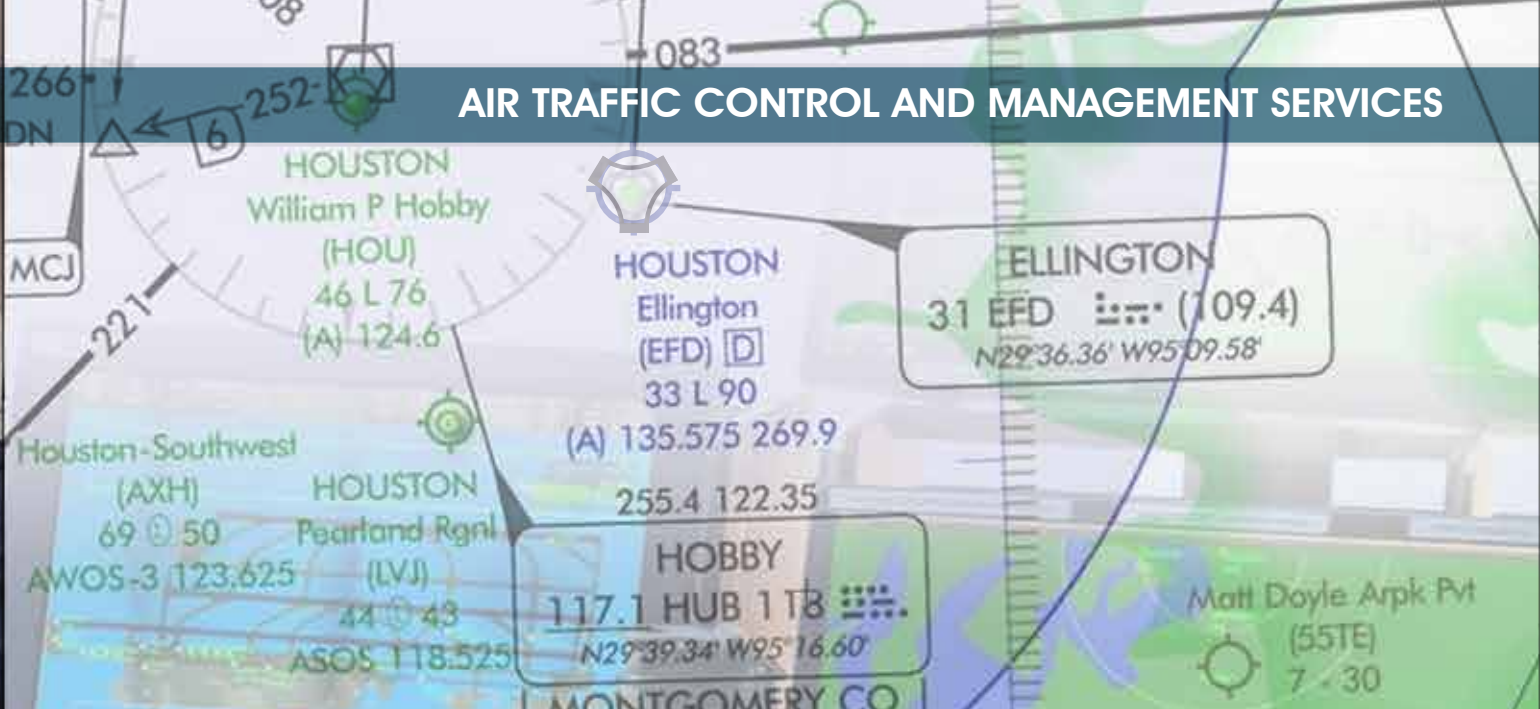 AIR TRAFFIC CONTROL AND MANAGEMENT SERVICES
083
266
252
DN
6
HOUSTON
William P Hobby
(HOU)
46 L 76
(A) 124.6
MCJ
221
HOUSTON
Ellington
(EFD) D
33 L 90
(A) 135.575 269.9
ELLINGTON
31 EFD (109.4)
N29°36.36' W95°09.58'
Houston-Southwest
(AXH)
69 L 50
AWOS-3 123.625
HOUSTON
Pearland Rgnl
(LVJ)
44 L 43
ASOS 118.525
255.4 122.35
HOBBY
117.1 HUB
N29°39.34' W95°16.60'
MONTGOMERY CO
Matt Doyle Arpk Pvt
(55TE)
7 - 30